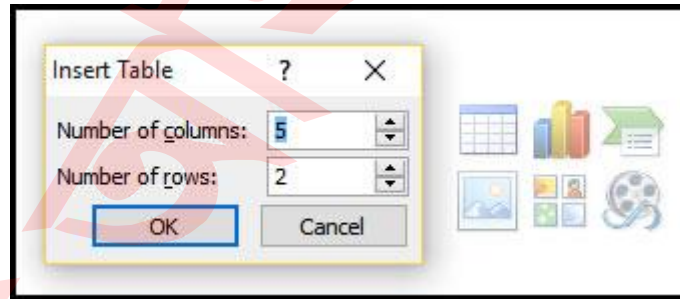 Insert Table ? ×
Number of columns: 5
Number of rows: 2
OK Cancel